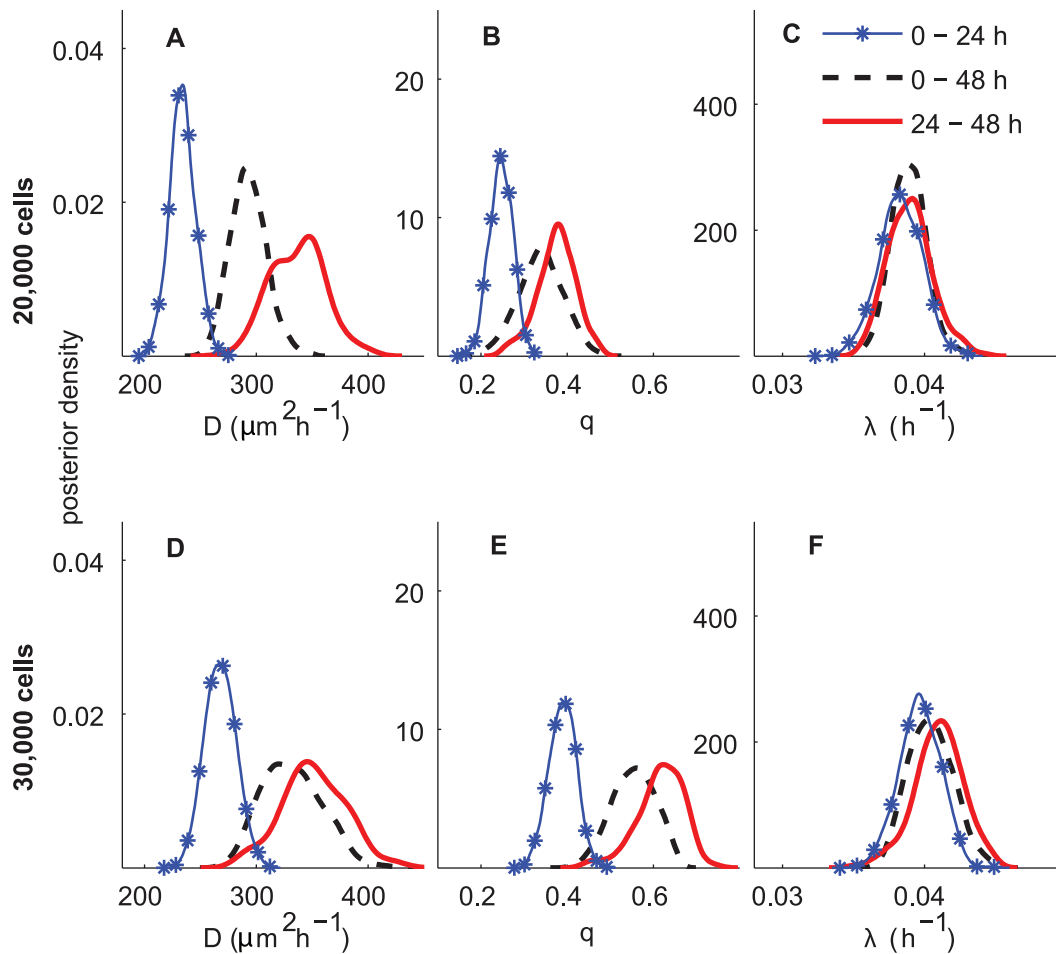 A
B
C
0 – 24 h
0 – 48 h
24 – 48 h
0.04
0.02
20
10
400
200
200 300 400
0.2 0.4 0.6
0.03 0.04
D (μm²h⁻¹)
q
λ (h⁻¹)
20,000 cells
posterior density
D
E
F
0.04
0.02
20
10
400
200
200 300 400
0.2 0.4 0.6
0.03 0.04
D (μm²h⁻¹)
q
λ (h⁻¹)
30,000 cells